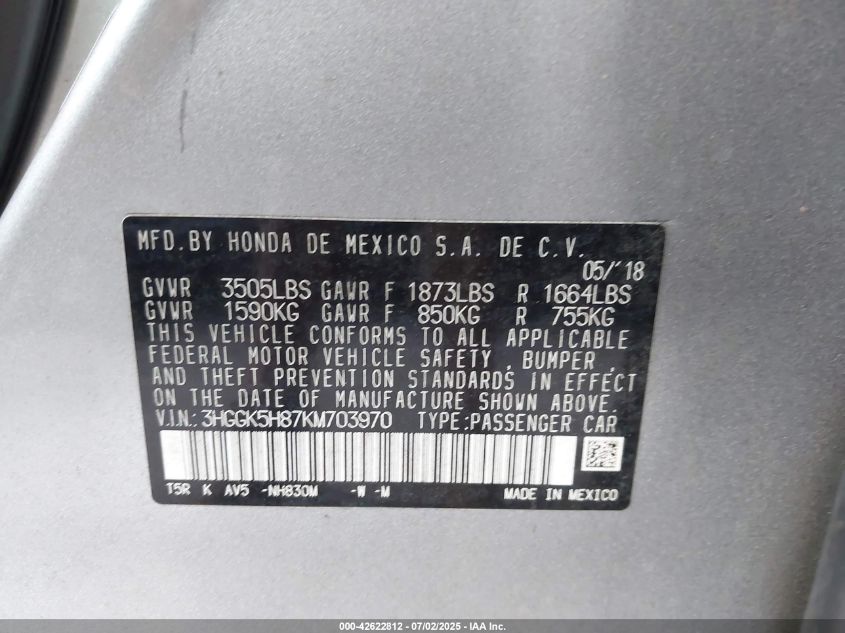 MFD.BY HONDA DE MEXICO S.A. DE C.V.
05/'18
GVWR 3505LBS GAWR F 1873LBS R 1664LBS
GVWR 1590KG GAWR F 850KG R 755KG
THIS VEHICLE CONFORMS TO ALL APPLICABLE
FEDERAL MOTOR VEHICLE SAFETY , BUMPER ,
AND THEFT PREVENTION STANDARDS IN EFFECT
ON THE DATE OF MANUFACTURE SHOWN ABOVE.
V.I.N.:3HGGK5H87KM703970 TYPE:PASSENGER CAR
T5R K AV5 -NH830M -W -M MADE IN MEXICO
000-42622812 - 07/02/2025 - IAA Inc.